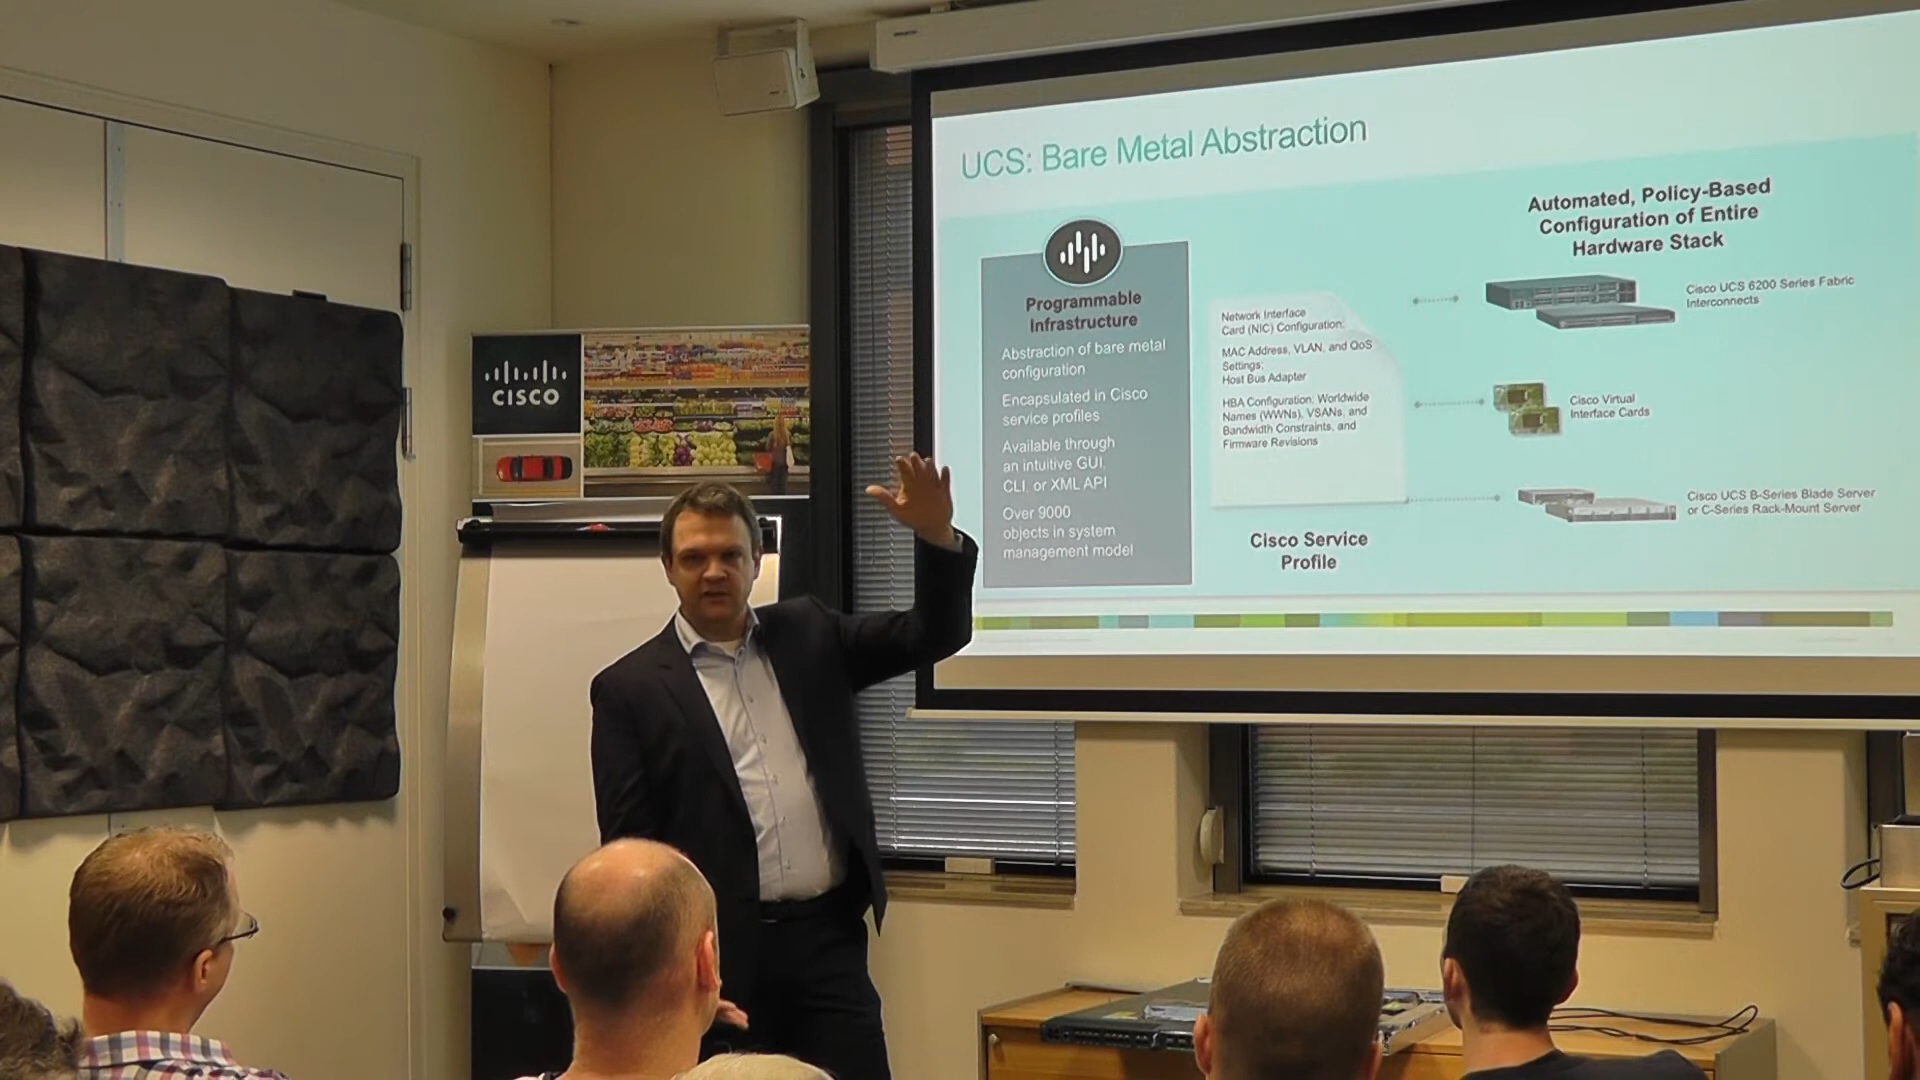 UCS: Bare Metal Abstraction
Programmable
Infrastructure
Abstraction of bare metal
configuration
Encapsulated in Cisco
service profiles
Available through
an intuitive GUI,
CLI, or XML API
Over 9000
objects in system
management model
Network Interface
Card (NIC) Configuration:
MAC Address, VLAN, and QoS
Settings;
Host Bus Adapter
HBA Configuration: Worldwide
Names (WWNs), VSANs, and
Bandwidth Constraints, and
Firmware Revisions
Cisco Service
Profile
Automated, Policy-Based
Configuration of Entire
Hardware Stack
Cisco UCS 6200 Series Fabric
Interconnects
Cisco Virtual
Interface Cards
Cisco UCS B-Series Blade Server
or C-Series Rack-Mount Server
CISCO